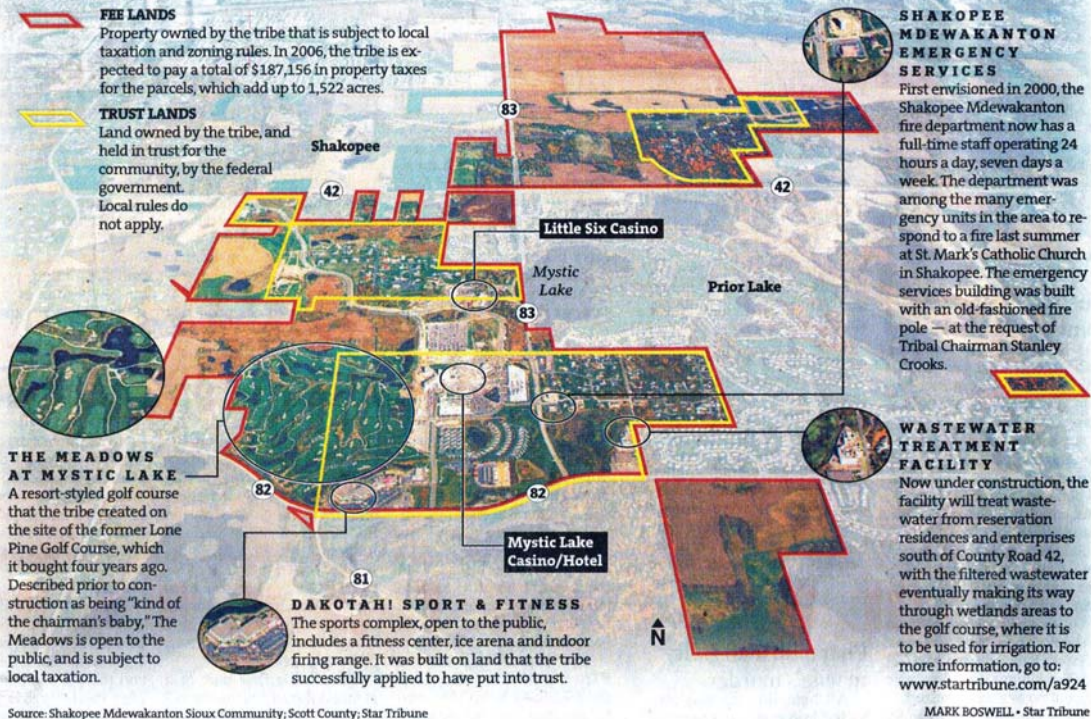 FEE LANDS
Property owned by the tribe that is subject to local
taxation and zoning rules. In 2006, the tribe is ex-
pected to pay a total of $187,156 in property taxes
for the parcels, which add up to 1,522 acres.
TRUST LANDS
Land owned by the tribe, and
held in trust for the
community, by the federal
government.
Local rules do
not apply.
Shakopee
42
83
42
Little Six Casino
Mystic
Lake
83
Prior Lake
SHAKOPEE
MDEWAKANTON
EMERGENCY
SERVICES
First envisioned in 2000, the
Shakopee Mdewakanton
fire department now has a
full-time staff operating 24
hours a day, seven days a
week. The department was
among the many emer-
gency units in the area to re-
spond to a fire last summer
at St. Mark's Catholic Church
in Shakopee. The emergency
services building was built
with an old-fashioned fire
pole — at the request of
Tribal Chairman Stanley
Crooks.
THE MEADOWS
AT MYSTIC LAKE
A resort-styled golf course
that the tribe created on
the site of the former Lone
Pine Golf Course, which
it bought four years ago.
Described prior to con-
struction as being "kind of
the chairman's baby," The
Meadows is open to the
public, and is subject to
local taxation.
82
82
Mystic Lake
Casino/Hotel
81
DAKOTAH! SPORT & FITNESS
The sports complex, open to the public,
includes a fitness center, ice arena and indoor
firing range. It was built on land that the tribe
successfully applied to have put into trust.
N
WASTEWATER
TREATMENT
FACILITY
Now under construction, the
facility will treat waste-
water from reservation
residences and enterprises
south of County Road 42,
with the filtered wastewater
eventually making its way
through wetlands areas to
the golf course, where it is
to be used for irrigation. For
more information, go to:
www.startribune.com/a924
Source: Shakopee Mdewakanton Sioux Community; Scott County; Star Tribune
MARK BOSWELL • Star Tribune